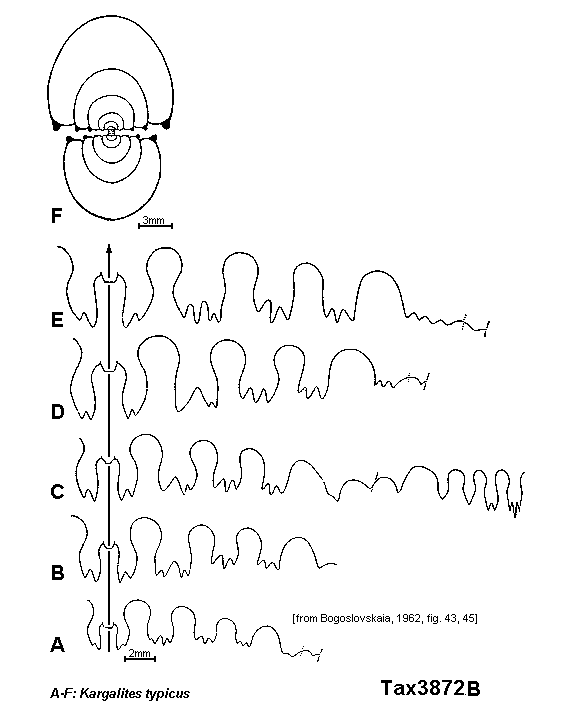 F
3mm
E
D
C
B
[from Bogoslovskaia, 1962, fig. 43, 45]
A
2mm
A-F: Kargalites typicus
Tax3872B